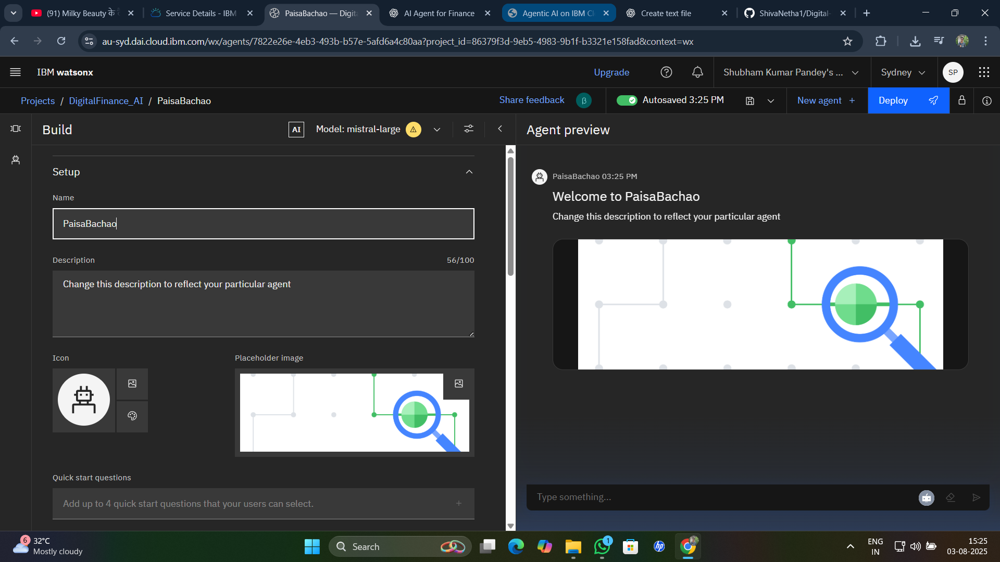 (91) Milky Beauty के
Service Details - IBM
PaisaBachao — Digit
AI Agent for Finance
Agentic AI on IBM Cl
Create text file
ShivaNetha1/Digital-
au-syd.dai.cloud.ibm.com/wx/agents/7822e26e-4eb3-493b-b57e-5afd6a4c80aa?project_id=86379f3d-9eb5-4983-9b1f-b3321e158fad&context=wx
IBM watsonx
Upgrade
Shubham Kumar Pandey's ...
Sydney
SP
Projects / DigitalFinance_AI / PaisaBachao
Share feedback
β
Autosaved 3:25 PM
New agent +
Deploy
Build
AI
Model: mistral-large
Agent preview
Setup
Name
PaisaBachao
Description
56/100
Change this description to reflect your particular agent
Icon
Placeholder image
Quick start questions
Add up to 4 quick start questions that your users can select.
PaisaBachao 03:25 PM
Welcome to PaisaBachao
Change this description to reflect your particular agent
Type something...
6
32°C
Mostly cloudy
Search
hp
1
ENG
IN
15:25
03-08-2025